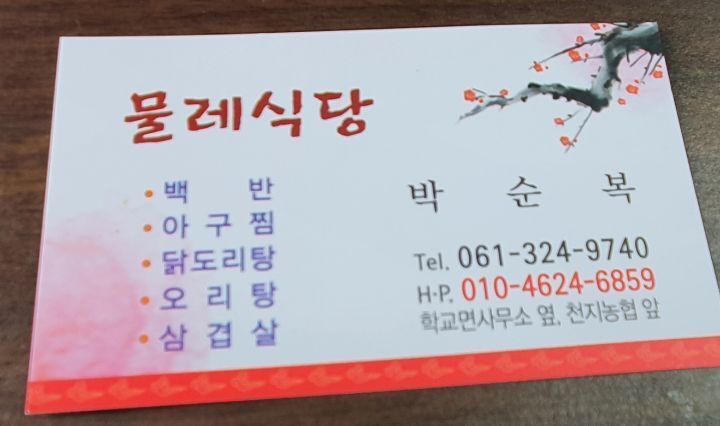 물레식당
• 백 반
• 아 구 찜
• 닭도리탕
• 오 리 탕
• 삼 겹 살
박 순 복
Tel. 061-324-9740
H·P. 010-4624-6859
학교면사무소 옆, 천지농협 앞